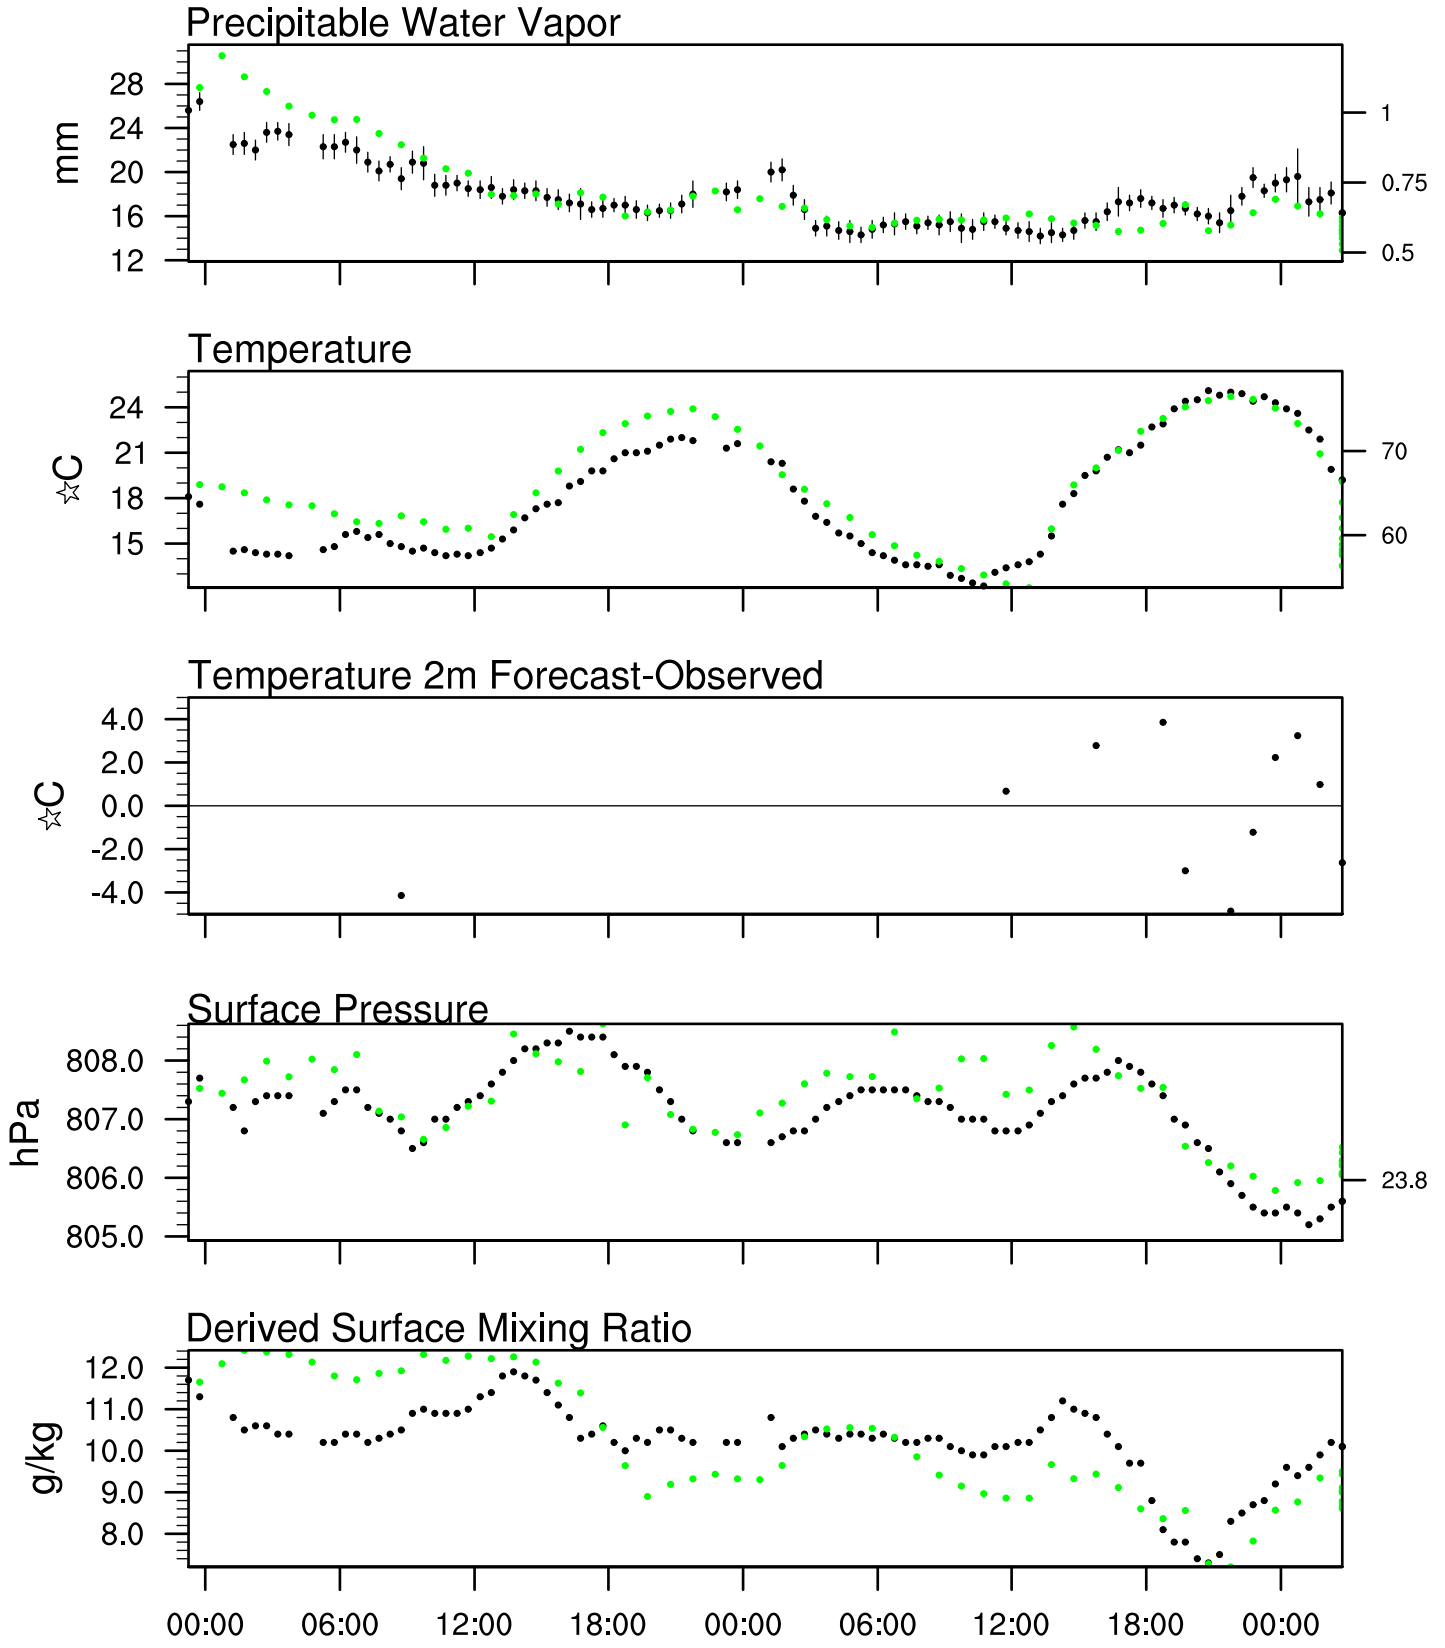 Precipitable Water Vapor
28
24
20
16
12
mm
1
0.75
0.5
Temperature
24
21
18
15
☆C
70
60
Temperature 2m Forecast-Observed
4.0
2.0
0.0
-2.0
-4.0
☆C
Surface Pressure
808.0
807.0
806.0
805.0
hPa
23.8
Derived Surface Mixing Ratio
12.0
11.0
10.0
9.0
8.0
g/kg
00:00 06:00 12:00 18:00 00:00 06:00 12:00 18:00 00:00